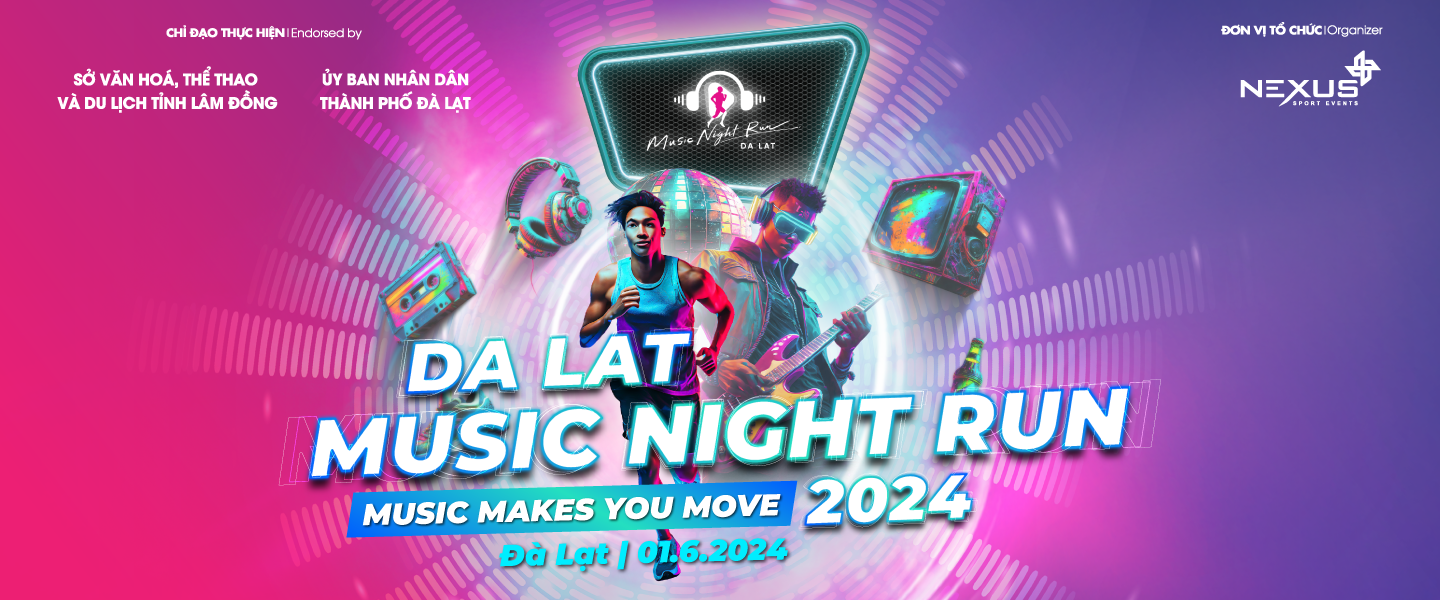 CHỈ ĐẠO THỰC HIỆN | Endorsed by
SỞ VĂN HOÁ, THỂ THAO
VÀ DU LỊCH TỈNH LÂM ĐỒNG
ỦY BAN NHÂN DÂN
THÀNH PHỐ ĐÀ LẠT
ĐƠN VỊ TỔ CHỨC | Organizer
NEXUS
SPORT EVENTS
Music Night Run
DA LAT
DA LAT
MUSIC NIGHT RUN
2024
MUSIC MAKES YOU MOVE
Đà Lạt | 01.6.2024